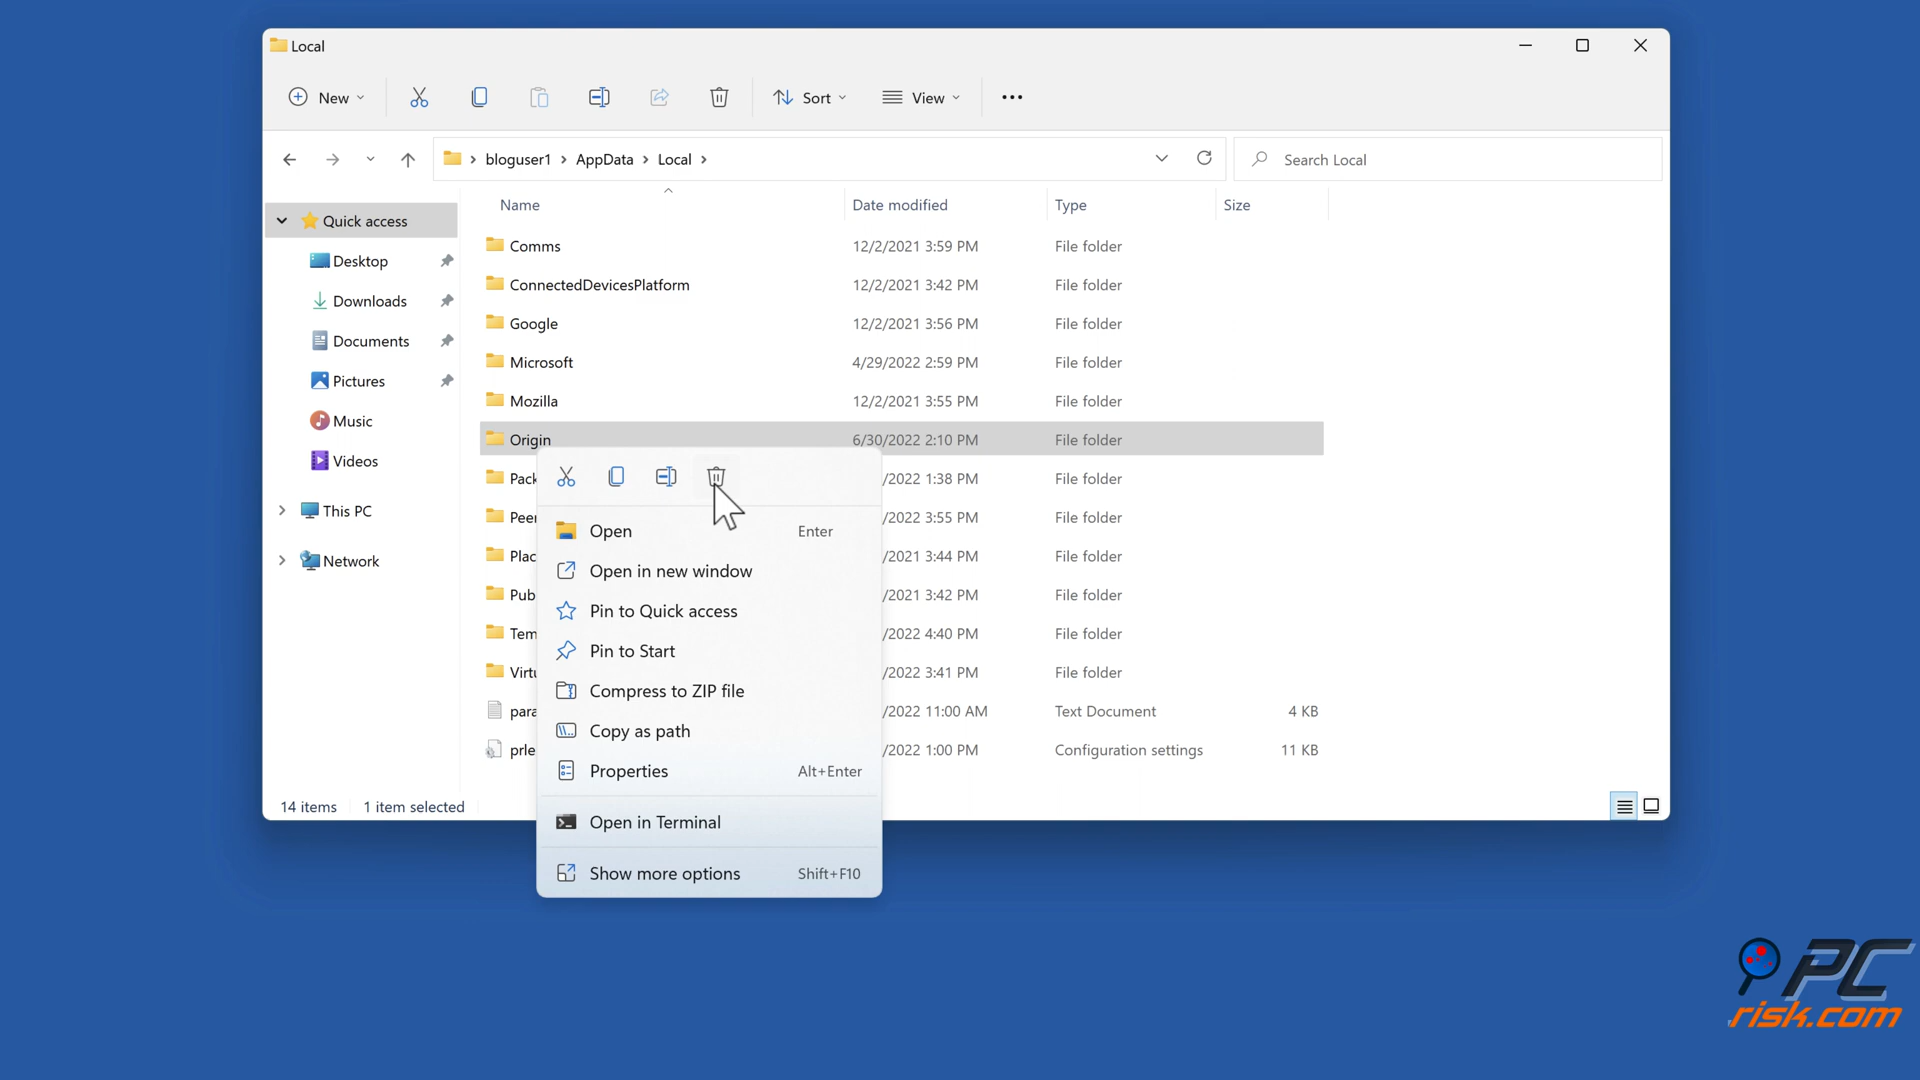 Local
New
Sort
View
bloguser1 > AppData > Local >
Search Local
Name Date modified Type Size
Quick access
Desktop
Downloads
Documents
Pictures
Music
Videos
This PC
Network
Comms 12/2/2021 3:59 PM File folder
ConnectedDevicesPlatform 12/2/2021 3:42 PM File folder
Google 12/2/2021 3:56 PM File folder
Microsoft 4/29/2022 2:59 PM File folder
Mozilla 12/2/2021 3:55 PM File folder
Origin 6/30/2022 2:10 PM File folder
Pack /2022 1:38 PM File folder
Peer /2022 3:55 PM File folder
Plac /2021 3:44 PM File folder
Pub /2021 3:42 PM File folder
Tem /2022 4:40 PM File folder
Virtu /2022 3:41 PM File folder
para /2022 11:00 AM Text Document 4 KB
prle /2022 1:00 PM Configuration settings 11 KB
Open Enter
Open in new window
Pin to Quick access
Pin to Start
Compress to ZIP file
Copy as path
Properties Alt+Enter
Open in Terminal
Show more options Shift+F10
14 items 1 item selected
PC
risk.com